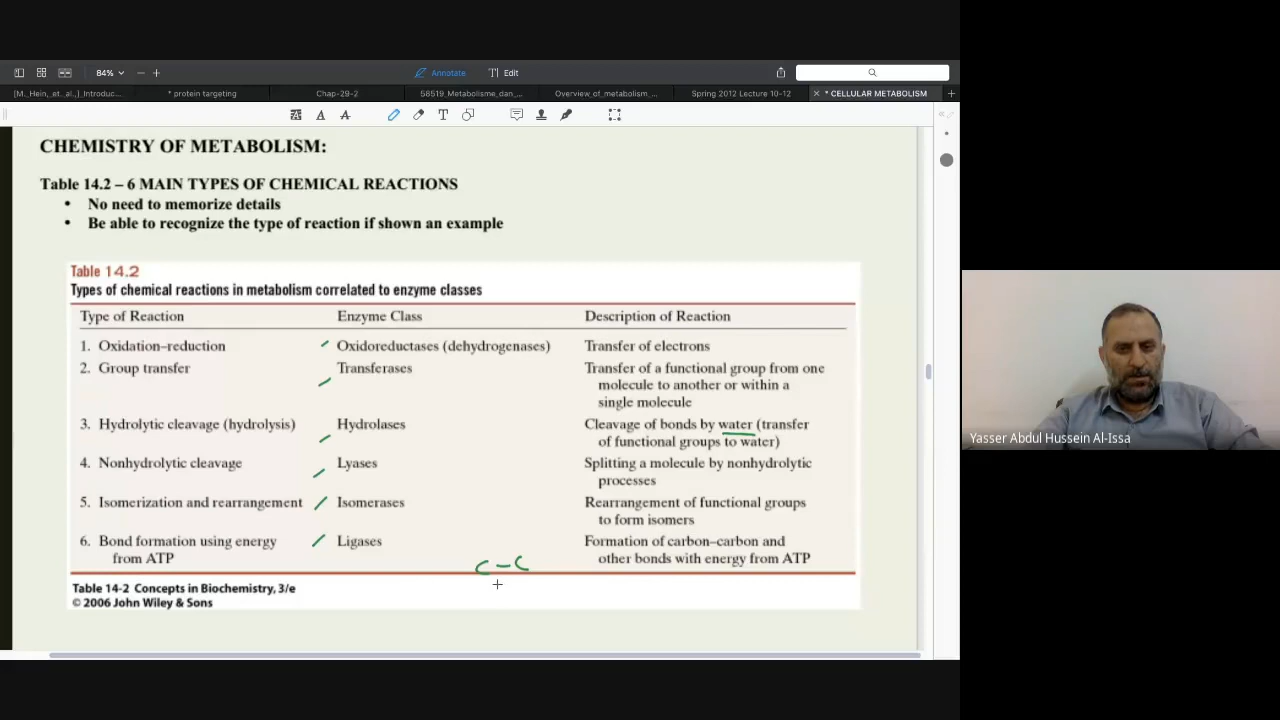 84%
Annotate
Edit
[M._Hein,_et._al.,]_Introduc...
* protein targeting
Chap-29-2
56519_Metabolisme_dan_...
Overview_of_metabolism_...
Spring 2012 Lecture 10-12
* CELLULAR METABOLISM
CHEMISTRY OF METABOLISM:
Table 14.2 – 6 MAIN TYPES OF CHEMICAL REACTIONS
• No need to memorize details
• Be able to recognize the type of reaction if shown an example
Table 14.2
Types of chemical reactions in metabolism correlated to enzyme classes
Type of Reaction Enzyme Class Description of Reaction
1. Oxidation–reduction Oxidoreductases (dehydrogenases) Transfer of electrons
2. Group transfer Transferases Transfer of a functional group from one
molecule to another or within a
single molecule
3. Hydrolytic cleavage (hydrolysis) Hydrolases Cleavage of bonds by water (transfer
of functional groups to water)
4. Nonhydrolytic cleavage Lyases Splitting a molecule by nonhydrolytic
processes
5. Isomerization and rearrangement Isomerases Rearrangement of functional groups
to form isomers
6. Bond formation using energy Ligases Formation of carbon–carbon and
from ATP other bonds with energy from ATP
C–C
Table 14-2 Concepts in Biochemistry, 3/e
© 2006 John Wiley & Sons
Yasser Abdul Hussein Al-Issa